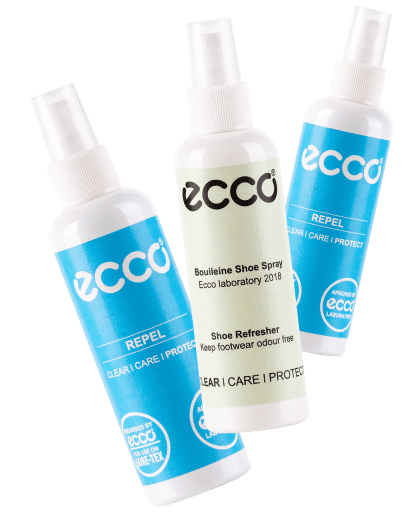 ecco®
REPEL
CLEAR | CARE | PROTECT
ENDORSED BY
ecco
FOR USE ON
GORE-TEX
ecco®
Bouileine Shoe Spray
Ecco laboratory 2018
Shoe Refresher
Keep footwear odour free
CLEAR | CARE | PROTECT
ecco®
REPEL
CLEAR | CARE | PROTECT
APPROVED BY
ecco
LABORATORY